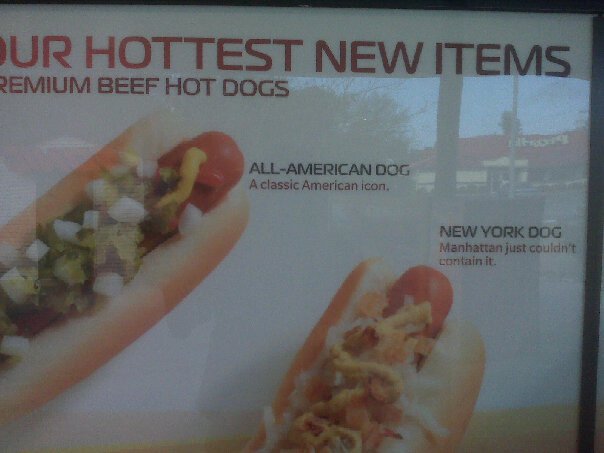 OUR HOTTEST NEW ITEMS
REMIUM BEEF HOT DOGS
ALL-AMERICAN DOG
A classic American icon.
NEW YORK DOG
Manhattan just couldn't
contain it.